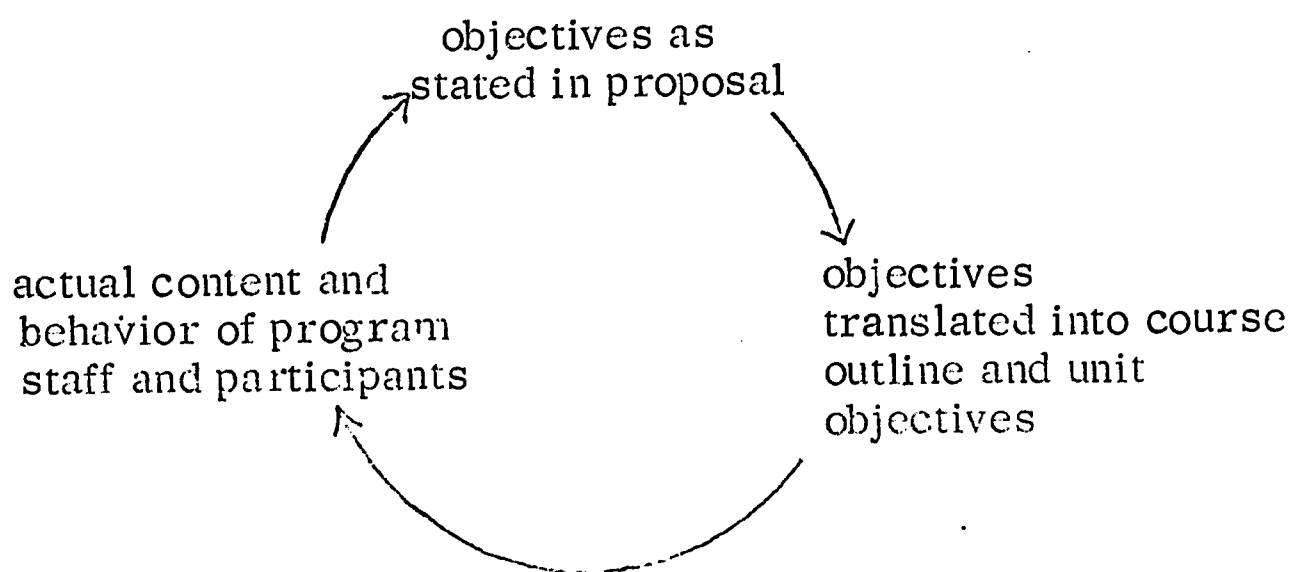 objectives as
stated in proposal
objectives
translated into course
outline and unit
objectives
actual content and
behavior of program
staff and participants